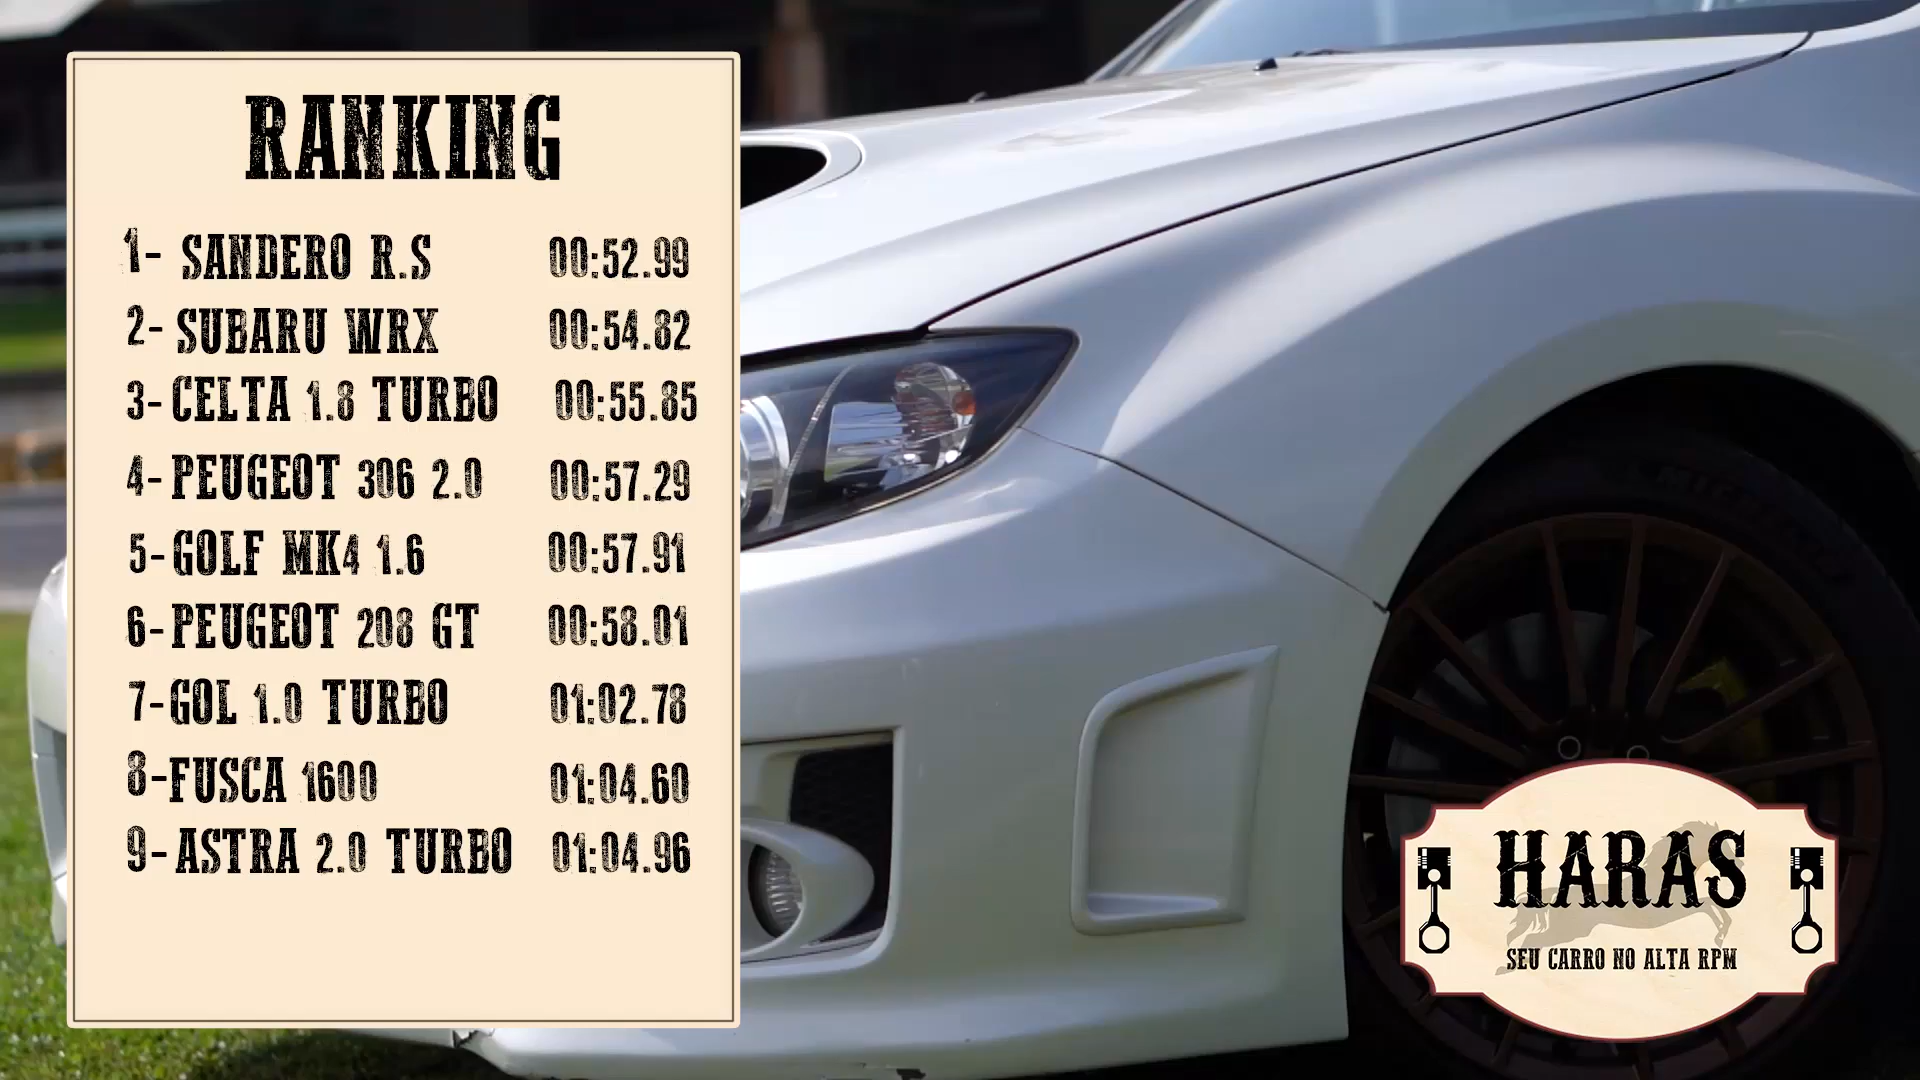 RANKING
1- SANDERO R.S 00:52.99
2- SUBARU WRX 00:54.82
3- CELTA 1.8 TURBO 00:55.85
4- PEUGEOT 306 2.0 00:57.29
5- GOLF MK4 1.6 00:57.91
6- PEUGEOT 208 GT 00:58.01
7- GOL 1.0 TURBO 01:02.78
8- FUSCA 1600 01:04.60
9- ASTRA 2.0 TURBO 01:04.96
HARAS
SEU CARRO NO ALTA RPM